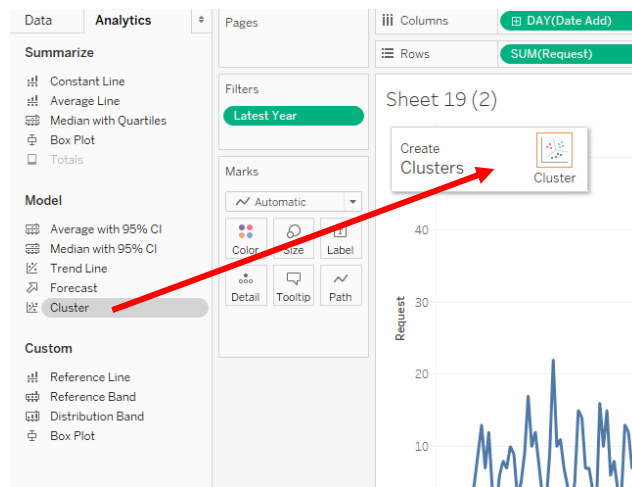 Data
Analytics
Summarize
Constant Line
Average Line
Median with Quartiles
Box Plot
Totals
Model
Average with 95% CI
Median with 95% CI
Trend Line
Forecast
Cluster
Custom
Reference Line
Reference Band
Distribution Band
Box Plot
Pages
Filters
Latest Year
Marks
Automatic
Color
Size
Label
Detail
Tooltip
Path
Columns
DAY(Date Add)
Rows
SUM(Request)
Sheet 19 (2)
Create
Clusters
Cluster
40
30
20
10
Request